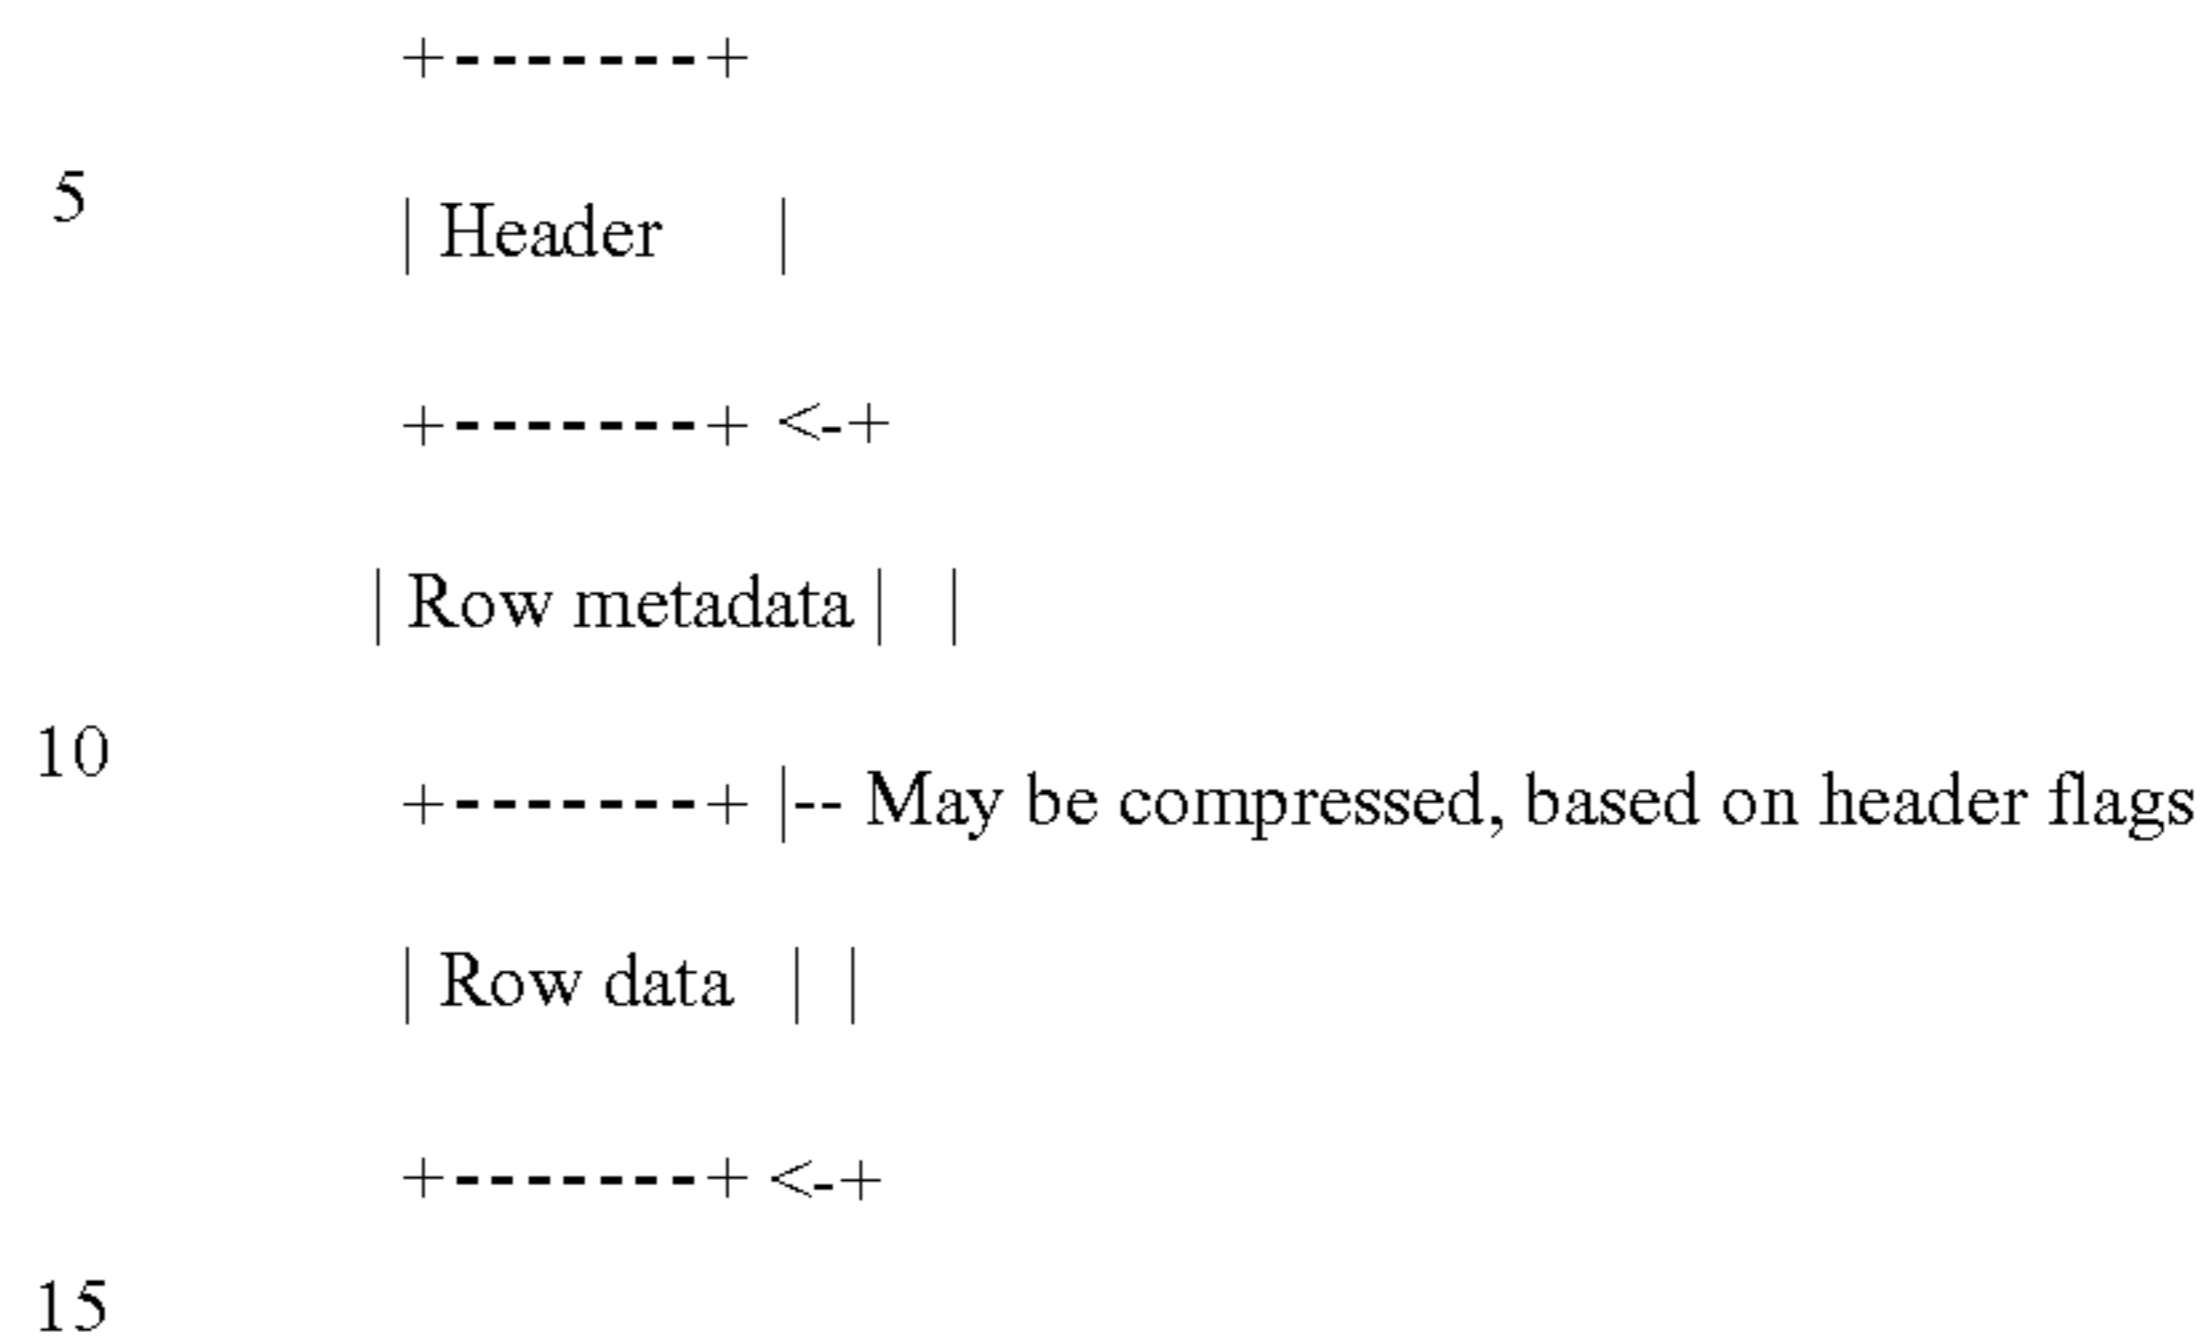 +-------+
5
| Header |
+-------+ <-+
| Row metadata | |
10
+-------+ |-- May be compressed, based on header flags
| Row data | |
+-------+ <-+
15